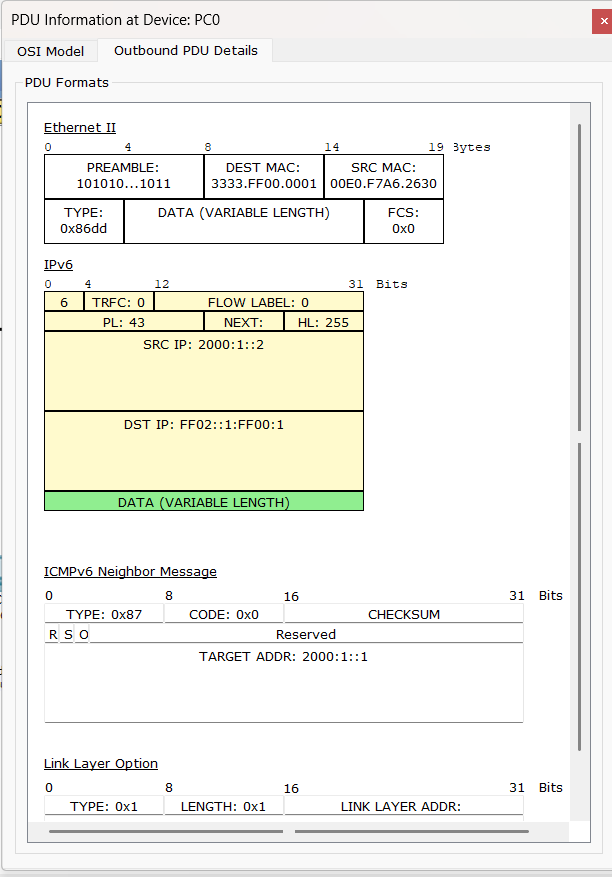 PDU Information at Device: PC0
OSI Model Outbound PDU Details
PDU Formats
Ethernet II
0 4 8 14 19 Bytes
PREAMBLE: DEST MAC: SRC MAC:
101010...1011 3333.FF00.0001 00E0.F7A6.2630
TYPE: DATA (VARIABLE LENGTH) FCS:
0x86dd 0x0
IPv6
0 4 12 31 Bits
6 TRFC: 0 FLOW LABEL: 0
PL: 43 NEXT: HL: 255
SRC IP: 2000:1::2
DST IP: FF02::1:FF00:1
DATA (VARIABLE LENGTH)
ICMPv6 Neighbor Message
0 8 16 31 Bits
TYPE: 0x87 CODE: 0x0 CHECKSUM
R S O Reserved
TARGET ADDR: 2000:1::1
Link Layer Option
0 8 16 31 Bits
TYPE: 0x1 LENGTH: 0x1 LINK LAYER ADDR: